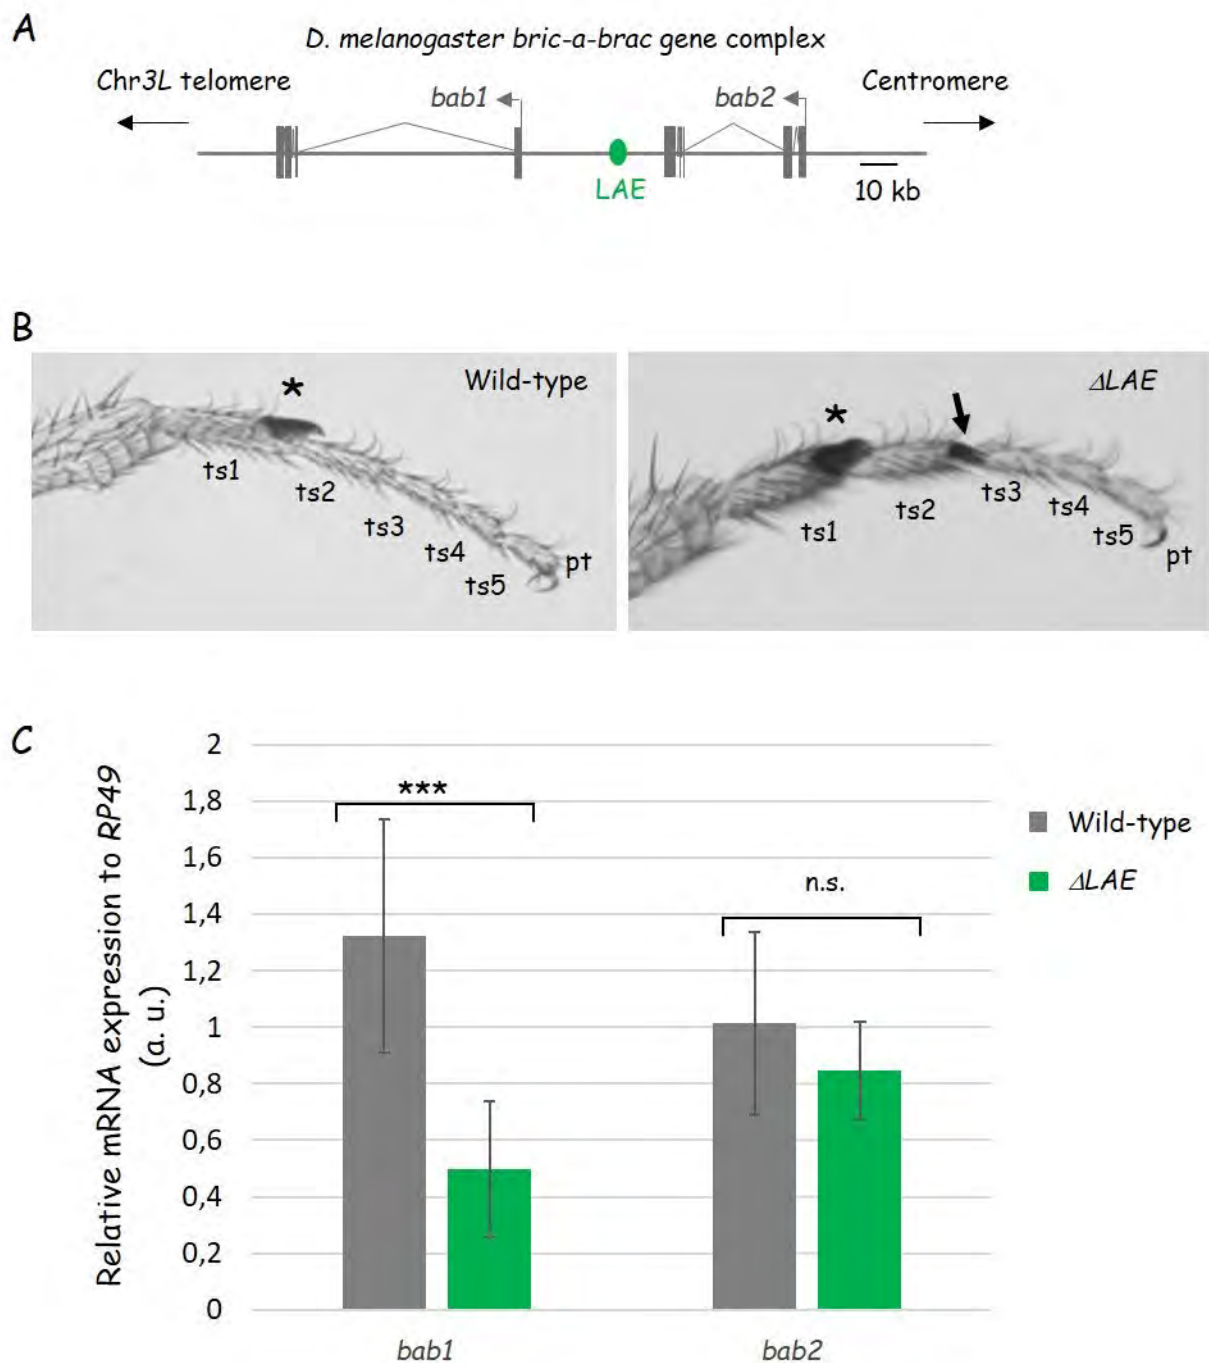 A
D. melanogaster bric-a-brac gene complex
Chr3L telomere
Centromere
bab1
bab2
LAE
10 kb
B
*
Wild-type
ts1
ts2
ts3
ts4
ts5
pt
*
ΔLAE
ts1
ts2
ts3
ts4
ts5
pt
C
Relative mRNA expression to RP49
(a. u.)
2
1,8
1,6
1,4
1,2
1
0,8
0,6
0,4
0,2
0
***
n.s.
Wild-type
ΔLAE
bab1
bab2